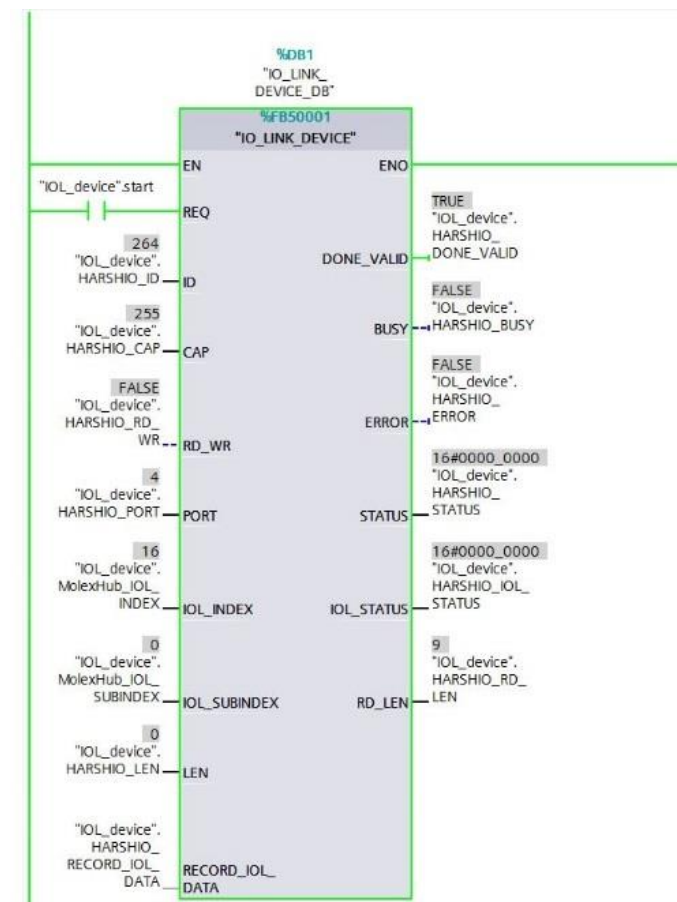 %DB1
"IO_LINK_
DEVICE_DB"
%FB50001
"IO_LINK_DEVICE"
EN
ENO
"IOL_device".start
REQ
264
"IOL_device".
HARSHIO_ID
ID
255
"IOL_device".
HARSHIO_CAP
CAP
FALSE
"IOL_device".
HARSHIO_RD_
WR
RD_WR
4
"IOL_device".
HARSHIO_PORT
PORT
16
"IOL_device".
MolexHub_IOL_
INDEX
IOL_INDEX
0
"IOL_device".
MolexHub_IOL_
SUBINDEX
IOL_SUBINDEX
0
"IOL_device".
HARSHIO_LEN
LEN
"IOL_device".
HARSHIO_
RECORD_IOL_
DATA
RECORD_IOL_
DATA
TRUE
"IOL_device".
HARSHIO_
DONE_VALID
DONE_VALID
FALSE
"IOL_device".
HARSHIO_BUSY
BUSY
FALSE
"IOL_device".
HARSHIO_
ERROR
ERROR
16#0000_0000
"IOL_device".
HARSHIO_
STATUS
STATUS
16#0000_0000
"IOL_device".
HARSHIO_IOL_
STATUS
IOL_STATUS
9
"IOL_device".
HARSHIO_RD_
LEN
RD_LEN